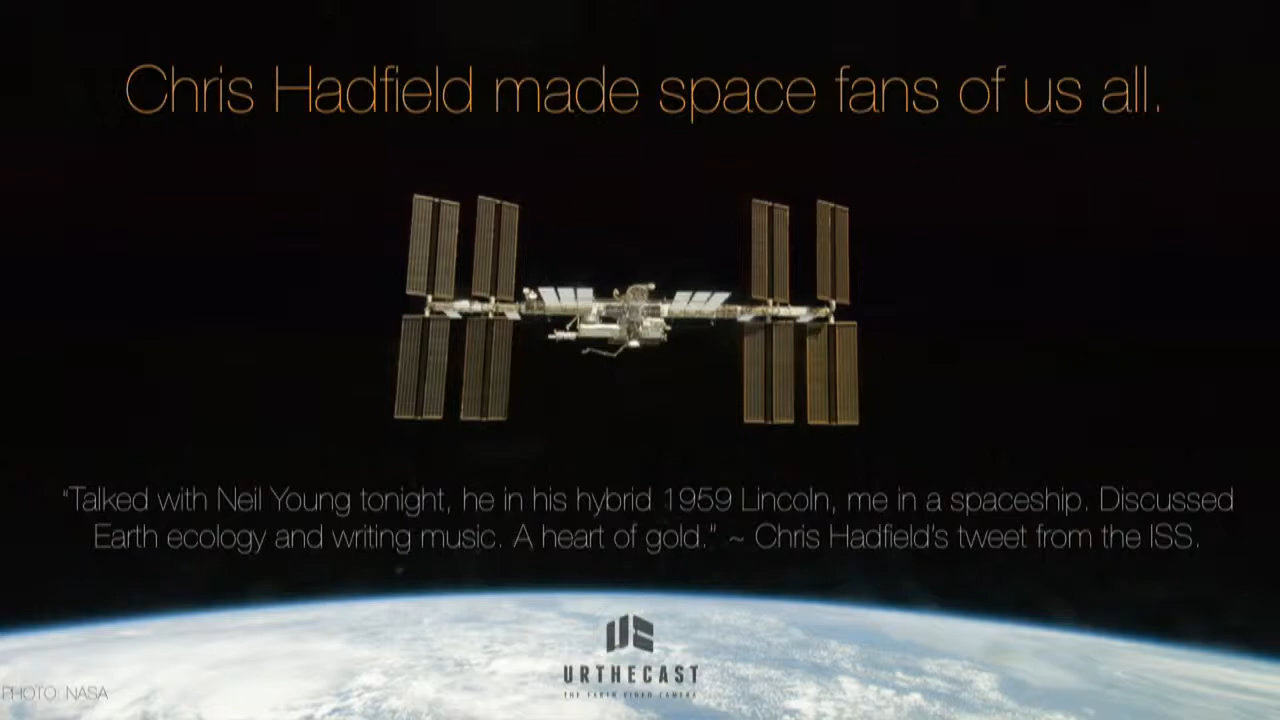 Chris Hadfield made space fans of us all.
“Talked with Neil Young tonight, he in his hybrid 1959 Lincoln, me in a spaceship. Discussed
Earth ecology and writing music. A heart of gold.” ~ Chris Hadfield’s tweet from the ISS.
URTHECAST
THE EARTH VIDEO CAMERA
PHOTO: NASA